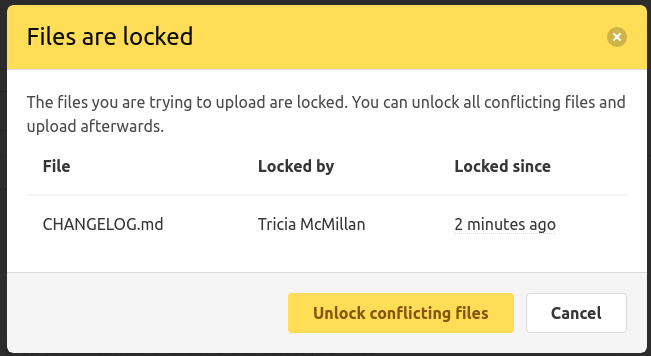 Files are locked
The files you are trying to upload are locked. You can unlock all conflicting files and
upload afterwards.
File Locked by Locked since
CHANGELOG.md Tricia McMillan 2 minutes ago
Unlock conflicting files Cancel